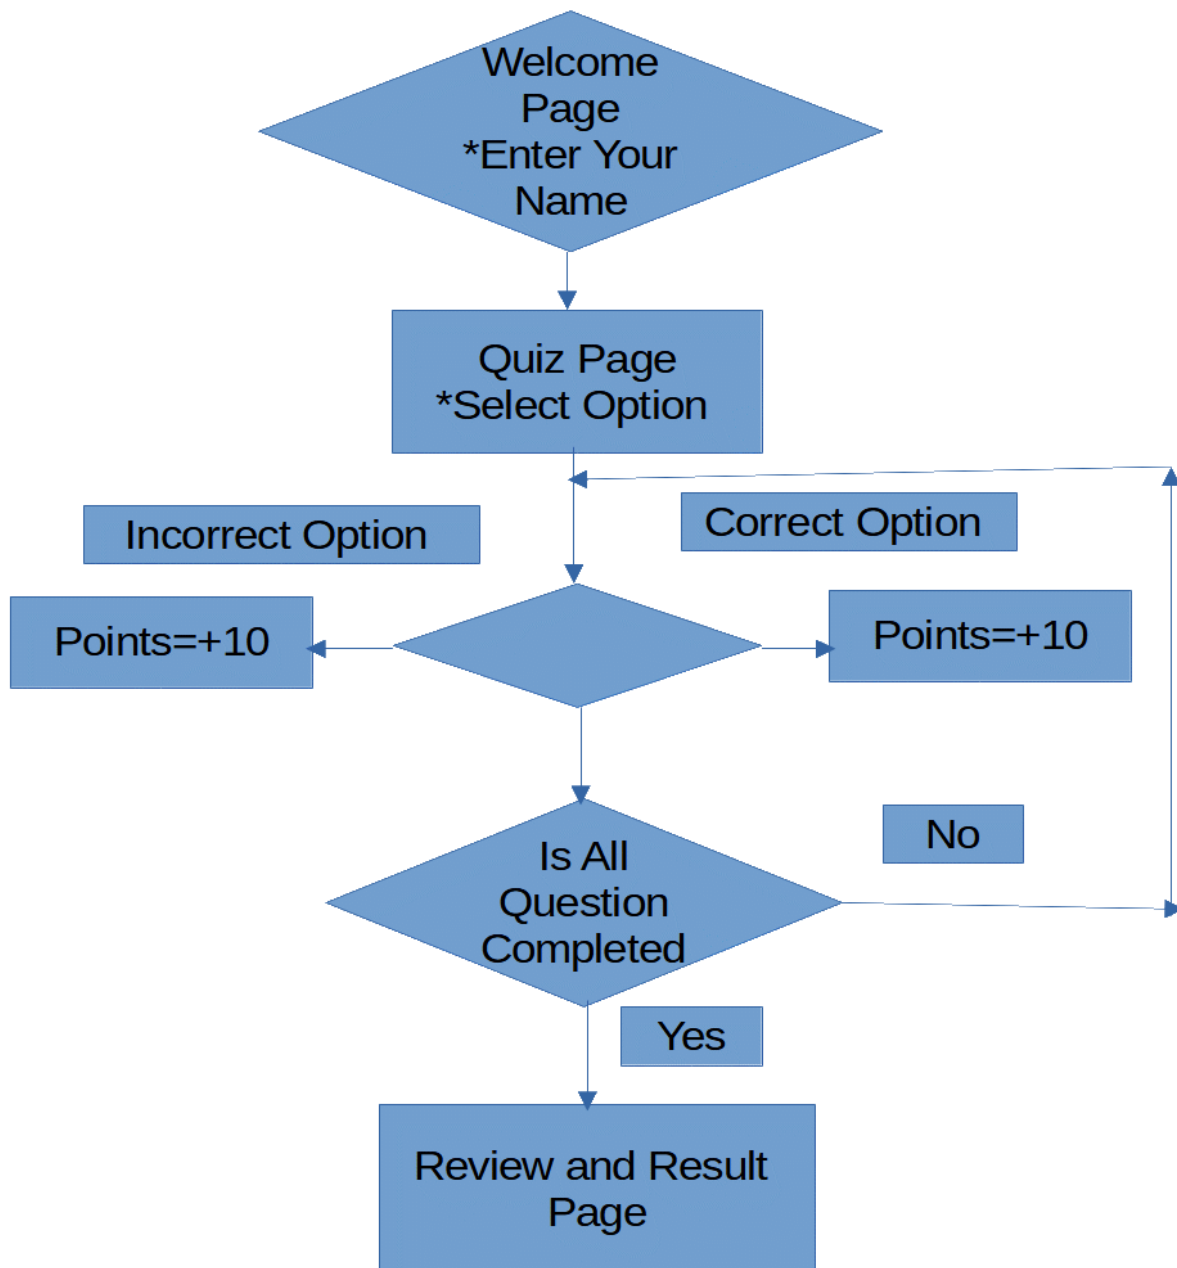 Welcome
Page
*Enter Your
Name
Quiz Page
*Select Option
Incorrect Option
Correct Option
Points=+10
Points=+10
Is All
Question
Completed
No
Yes
Review and Result
Page